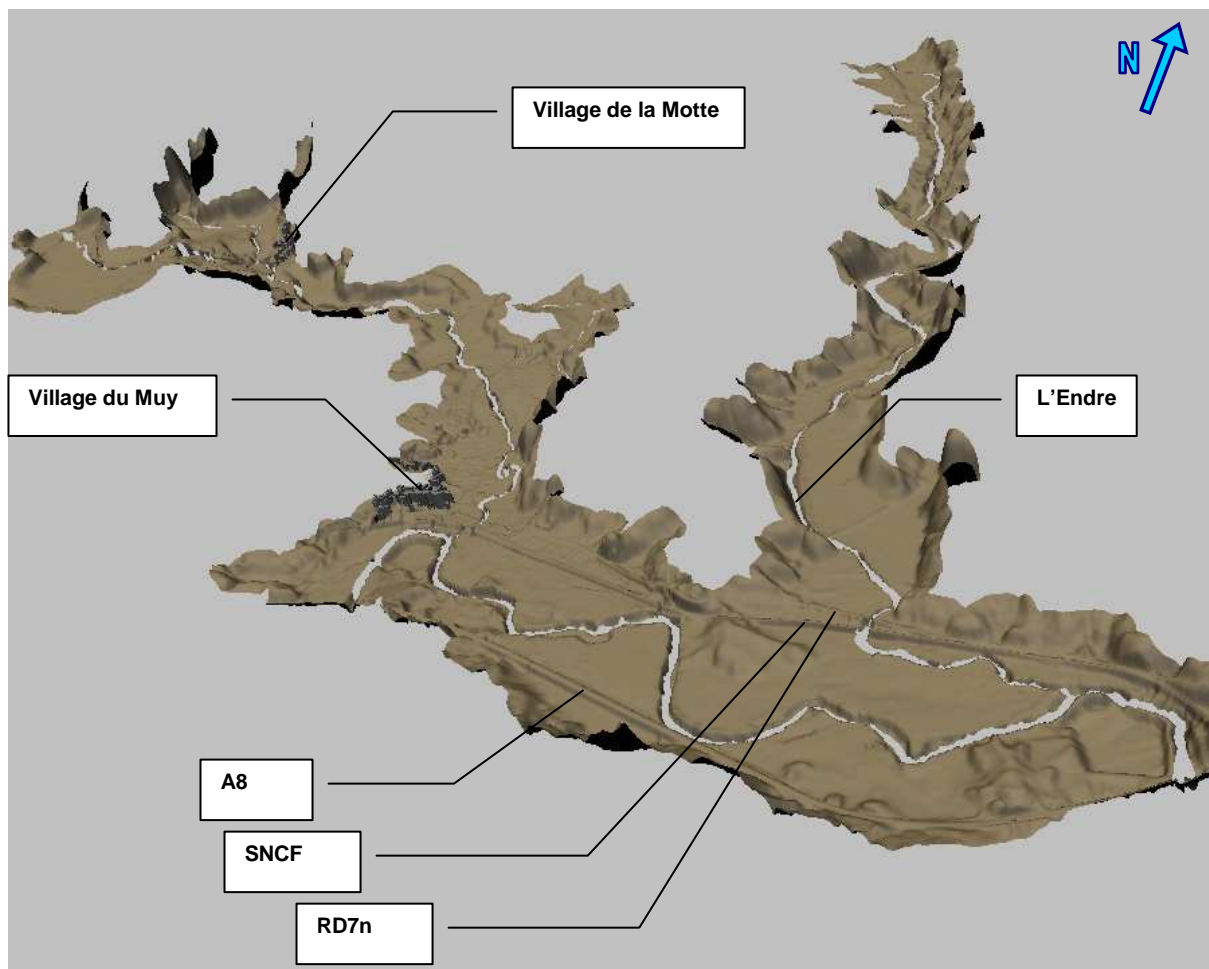 N
Village de la Motte
Village du Muy
L'Endre
A8
SNCF
RD7n